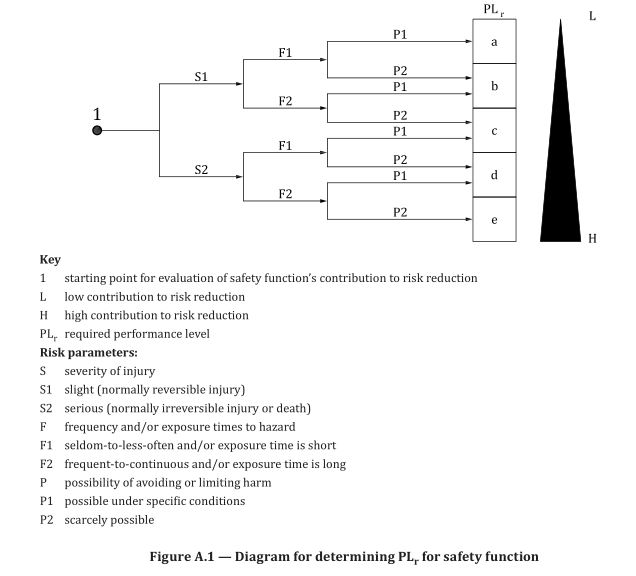 PLr
L
P1
a
F1
P2
S1
P1
b
F2
1
P2
c
P1
F1
S2
P2
d
P1
F2
P2
e
H
Key
1 starting point for evaluation of safety function's contribution to risk reduction
L low contribution to risk reduction
H high contribution to risk reduction
PLr required performance level
Risk parameters:
S severity of injury
S1 slight (normally reversible injury)
S2 serious (normally irreversible injury or death)
F frequency and/or exposure times to hazard
F1 seldom-to-less-often and/or exposure time is short
F2 frequent-to-continuous and/or exposure time is long
P possibility of avoiding or limiting harm
P1 possible under specific conditions
P2 scarcely possible
Figure A.1 — Diagram for determining PLr for safety function